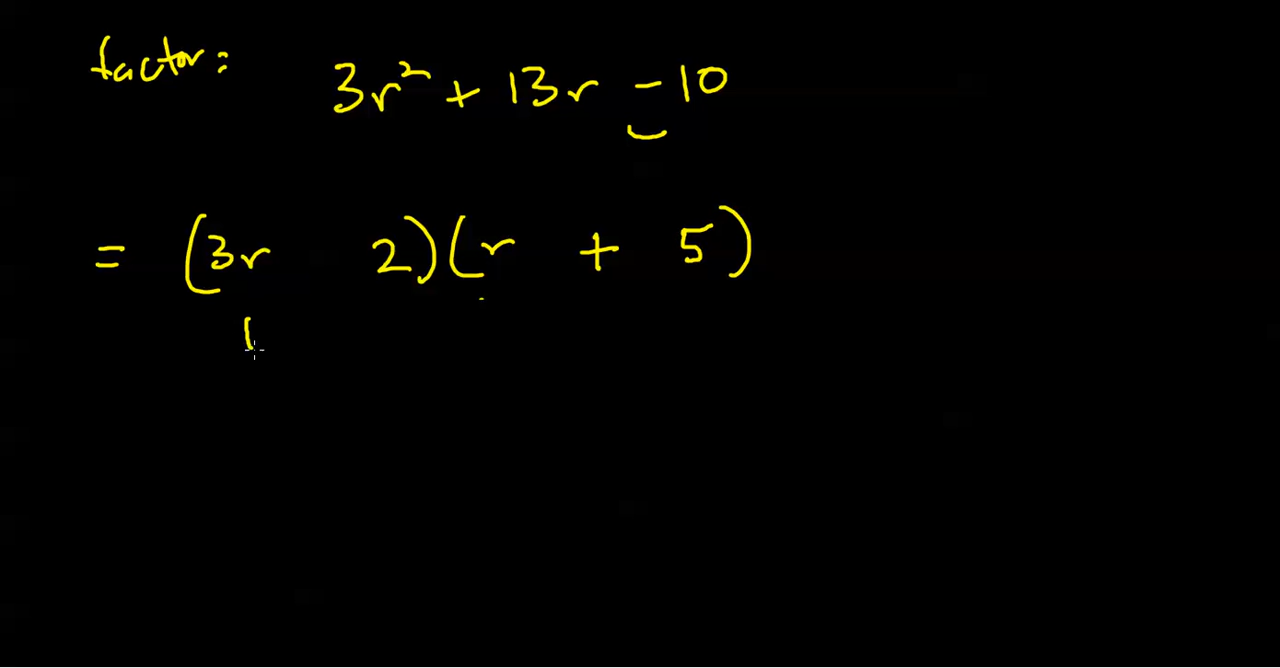 factor:
3r² + 13r - 10
= (3r 2)(r + 5)